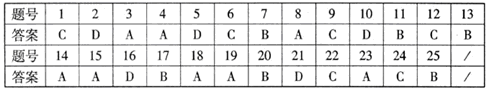 题号 1 2 3 4 5 6 7 8 9 10 11 12 13
答案 C D A A D C B A C D B C B
题号 14 15 16 17 18 19 20 21 22 23 24 25 /
答案 A A D B A A B D C A C B /